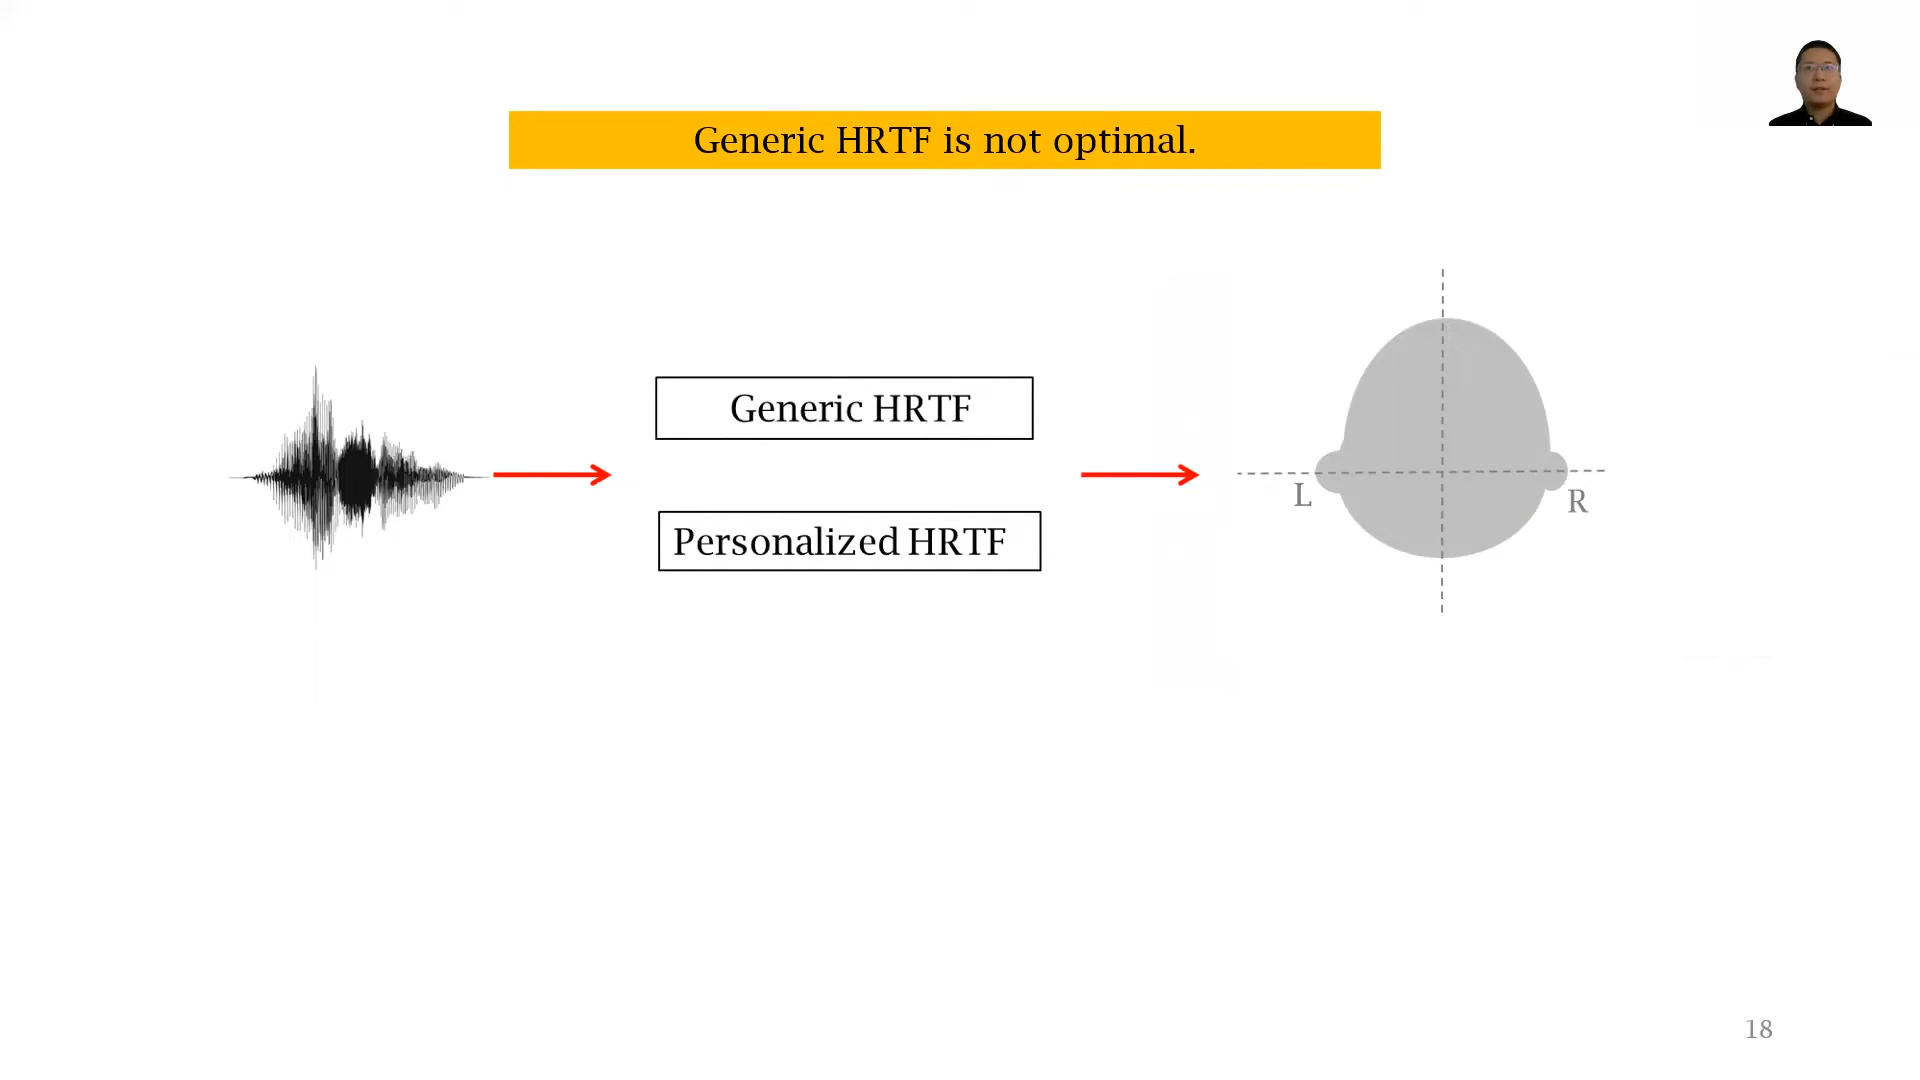 Generic HRTF is not optimal.
Generic HRTF
Personalized HRTF
L
R
18